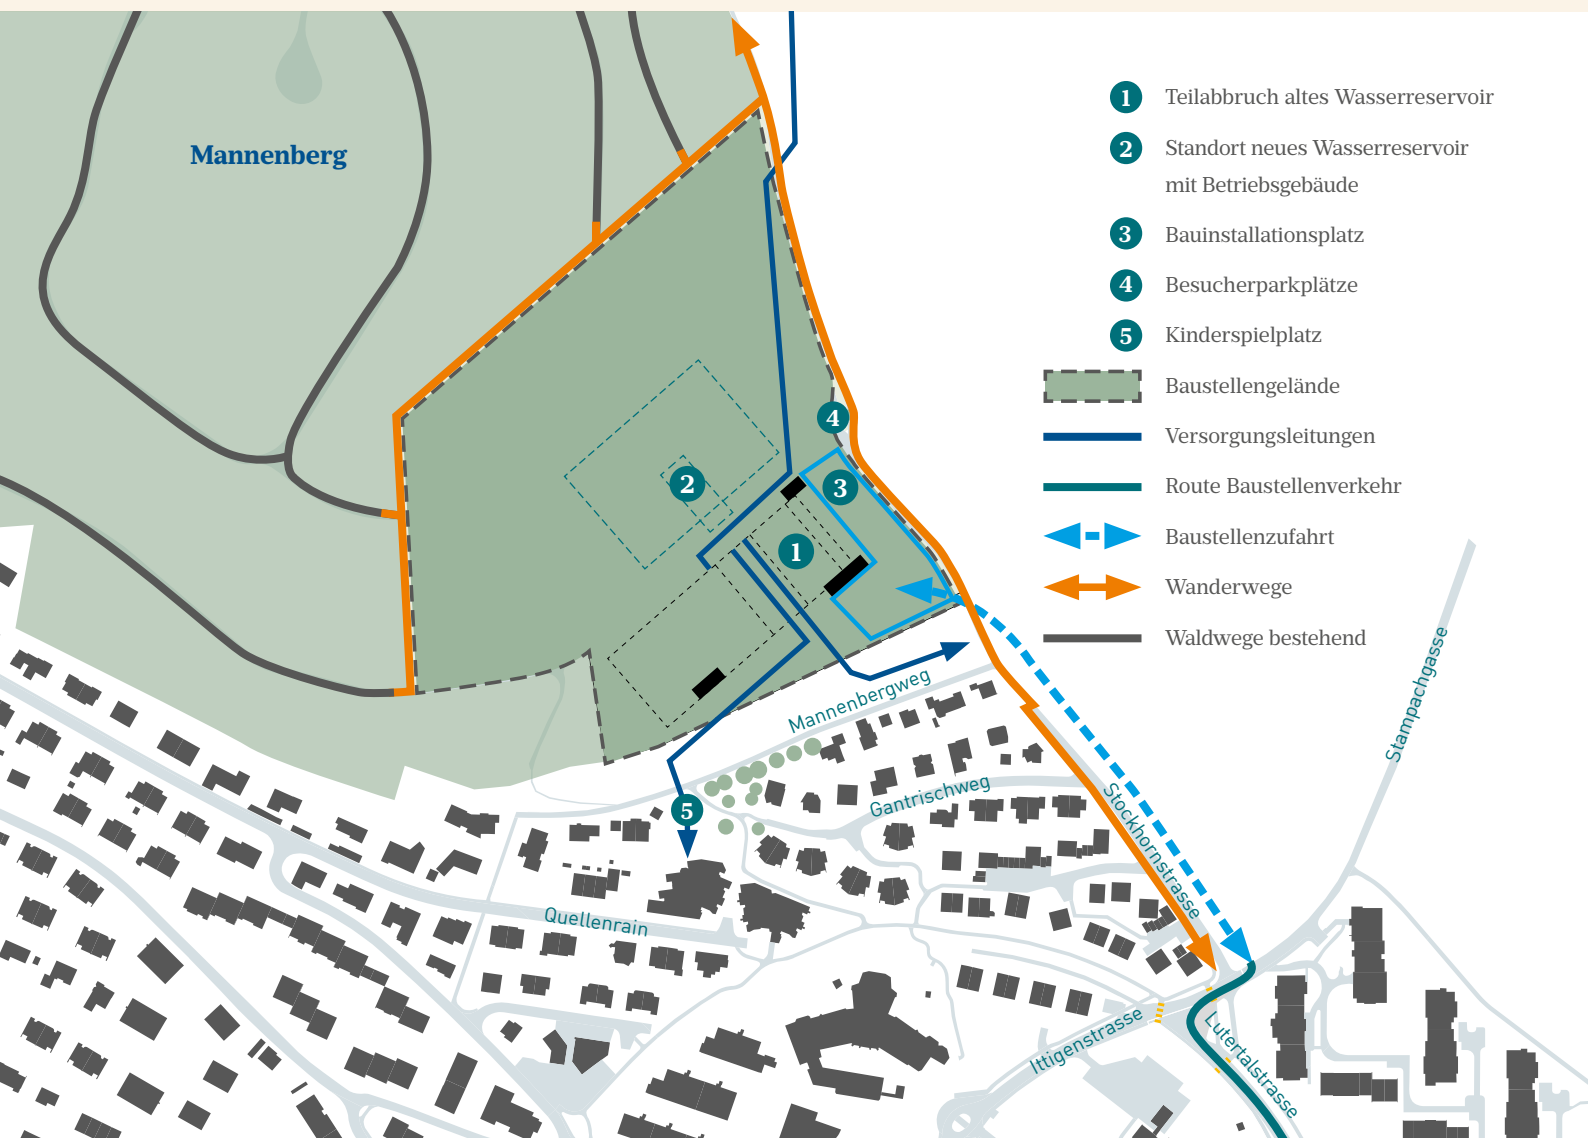 Mannenberg
1 Teilabbruch altes Wasserreservoir
2 Standort neues Wasserreservoir
mit Betriebsgebäude
3 Bauinstallationsplatz
4 Besucherparkplätze
5 Kinderspielplatz
Baustellengelände
Versorgungsleitungen
Route Baustellenverkehr
Baustellenzufahrt
Wanderwege
Waldwege bestehend
4
2
3
1
5
Mannenbergweg
Gantrischweg
Stockhornstrasse
Stampachgasse
Quellenrain
Ittigenstrasse
Lutertalstrasse